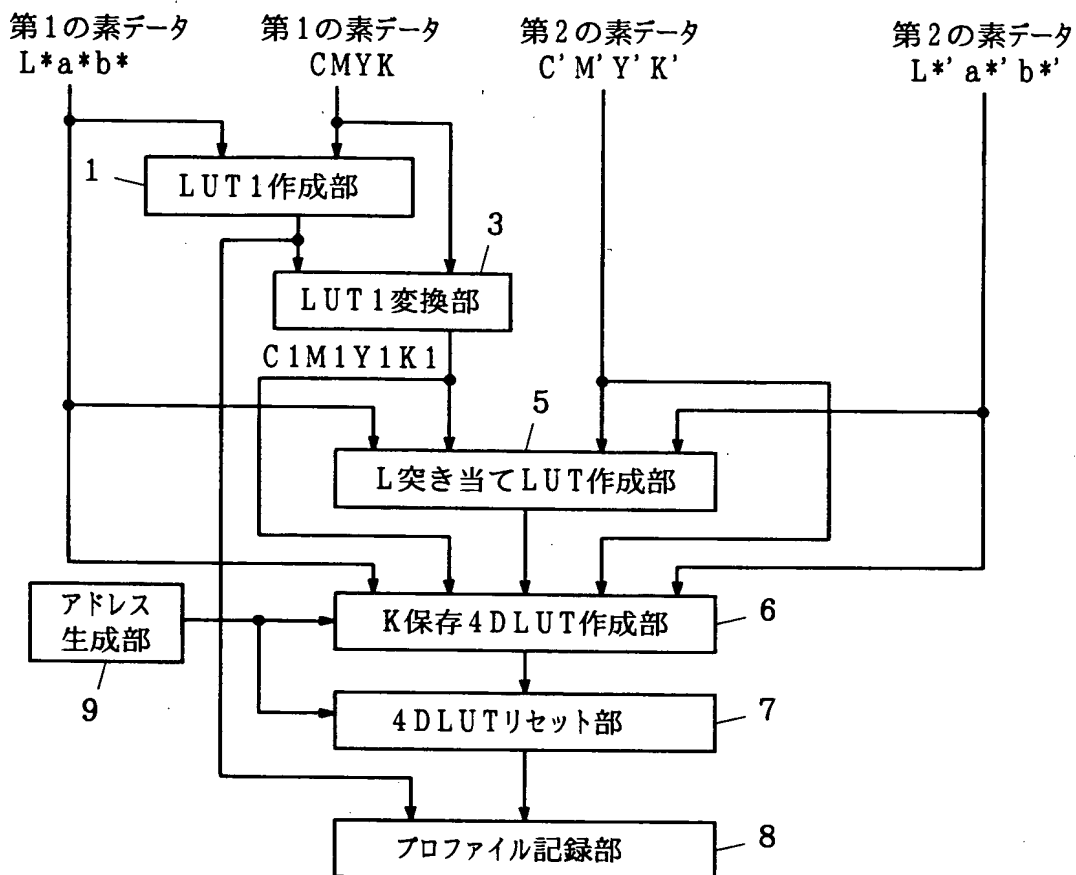 第1の素データ
L*a*b*
第1の素データ
CMYK
第2の素データ
C'M'Y'K'
第2の素データ
L*'a*'b*'
1
LUT1作成部
3
LUT1変換部
C1M1Y1K1
5
L突き当てLUT作成部
アドレス
生成部
9
K保存4DLUT作成部
6
4DLUTリセット部
7
プロファイル記録部
8